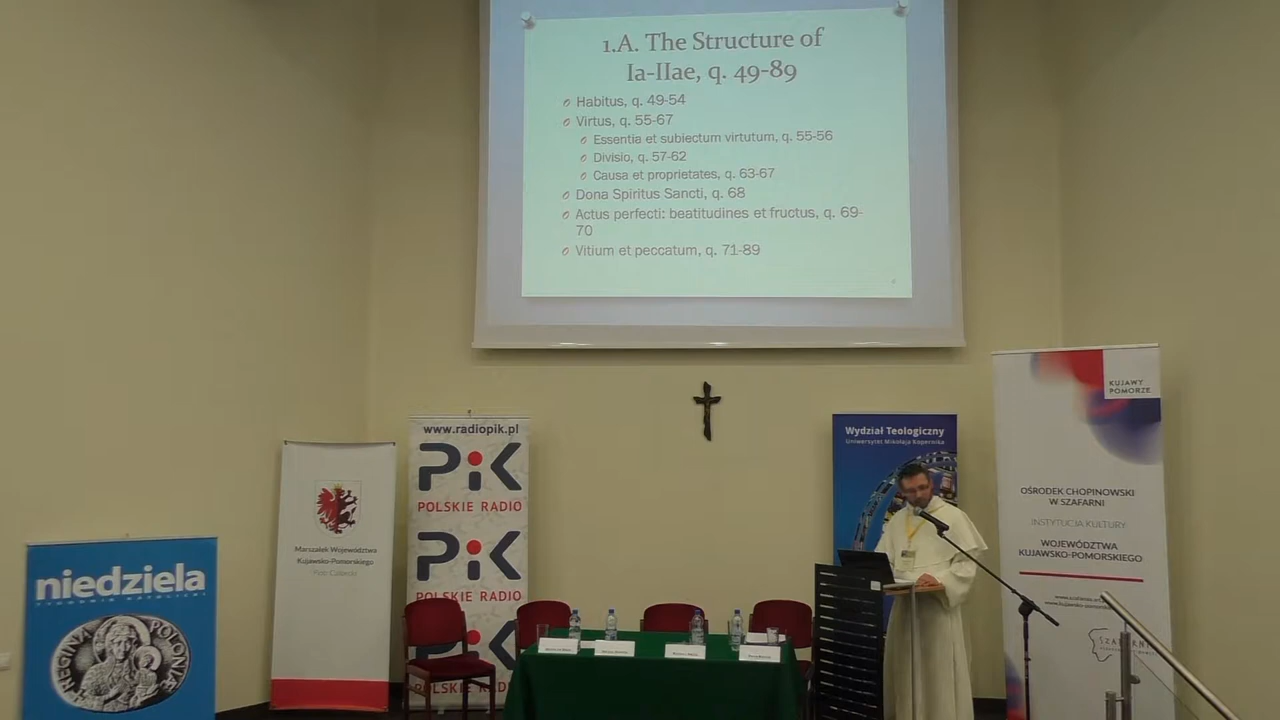 1.A. The Structure of
Ia-IIae, q. 49-89
Habitus, q. 49-54
Virtus, q. 55-67
Essentia et subiectum virtutum, q. 55-56
Divisio, q. 57-62
Causa et proprietates, q. 63-67
Dona Spiritus Sancti, q. 68
Actus perfecti: beatitudines et fructus, q. 69-
70
Vitium et peccatum, q. 71-89
niedziela
REGINA POLONIÆ
Marszałek Województwa
Kujawsko-Pomorskiego
www.radiopik.pl
PiK
POLSKIE RADIO
PiK
POLSKIE RADIO
POLSKIE RADIO
Wydział Teologiczny
Uniwersytet Mikołaja Kopernika
KUJAWY
POMORZE
OŚRODEK CHOPINOWSKI
W SZAFARNI
INSTYTUCJA KULTURY
WOJEWÓDZTWA
KUJAWSKO-POMORSKIEGO